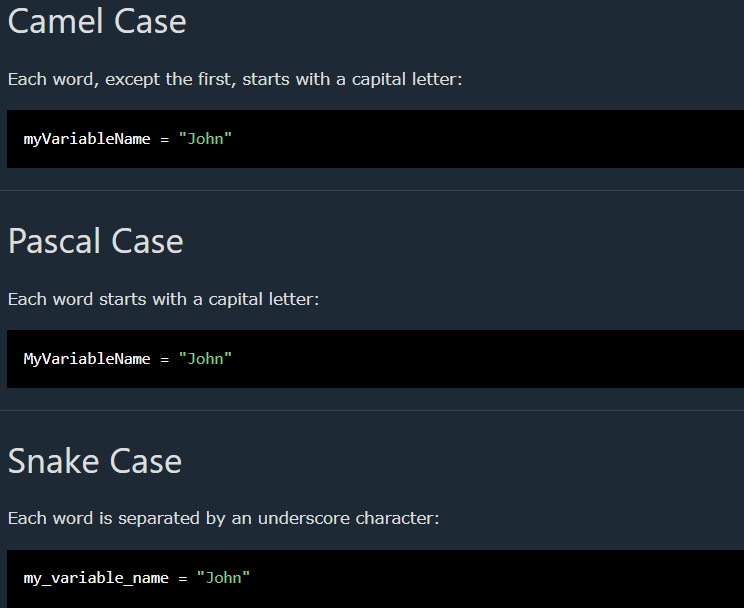 Camel Case
Each word, except the first, starts with a capital letter:
myVariableName = "John"
Pascal Case
Each word starts with a capital letter:
MyVariableName = "John"
Snake Case
Each word is separated by an underscore character:
my_variable_name = "John"